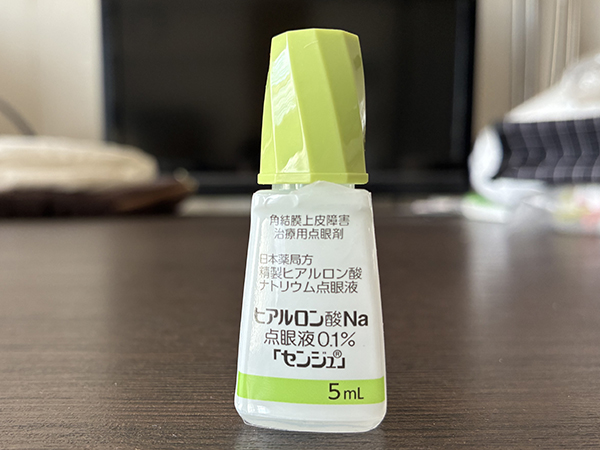 角結膜上皮障害
治療用点眼剤
日本薬局方
精製ヒアルロン酸
ナトリウム点眼液
ヒアルロン酸Na
点眼液0.1%
「センジュ®」
5mL